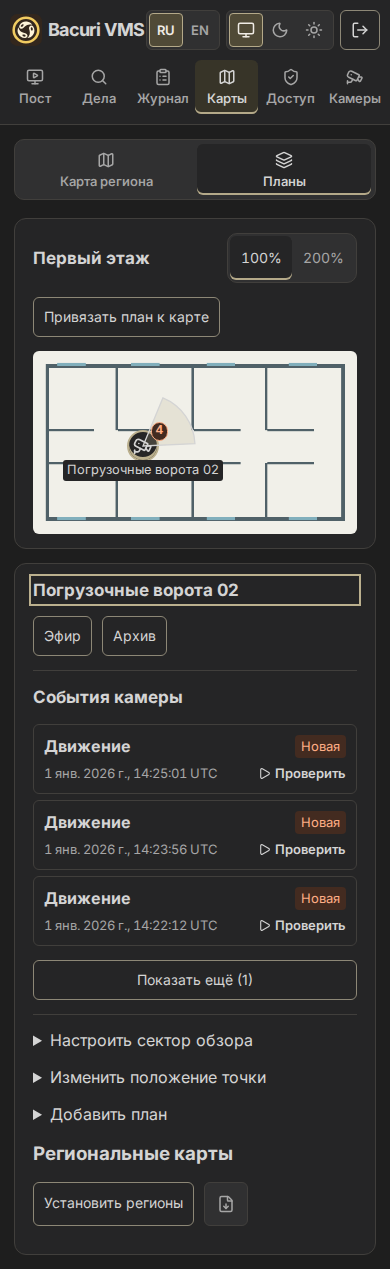 Bacuri VMS RU EN
Пост Дела Журнал Карты Доступ Камеры
Карта региона Планы
Первый этаж 100% 200%
Привязать план к карте
4
Погрузочные ворота 02
Погрузочные ворота 02
Эфир Архив
События камеры
Движение Новая
1 янв. 2026 г., 14:25:01 UTC Проверить
Движение Новая
1 янв. 2026 г., 14:23:56 UTC Проверить
Движение Новая
1 янв. 2026 г., 14:22:12 UTC Проверить
Показать ещё (1)
Настроить сектор обзора
Изменить положение точки
Добавить план
Региональные карты
Установить регионы